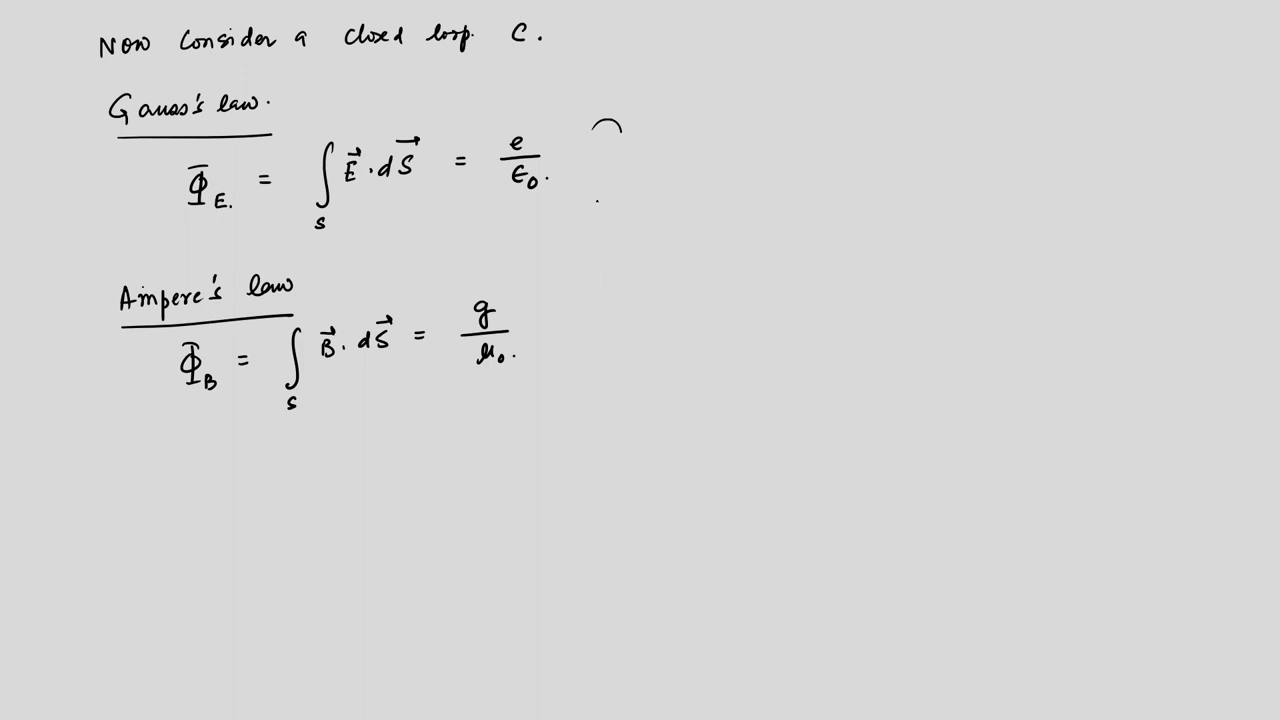 Now Consider a closed loop C.
Gauss's law.
Φ_E. = ∫_S E⃗ . dS⃗ = e/ε₀.
Ampere's law
Φ_B = ∫_S B⃗ . dS⃗ = g/μ₀.